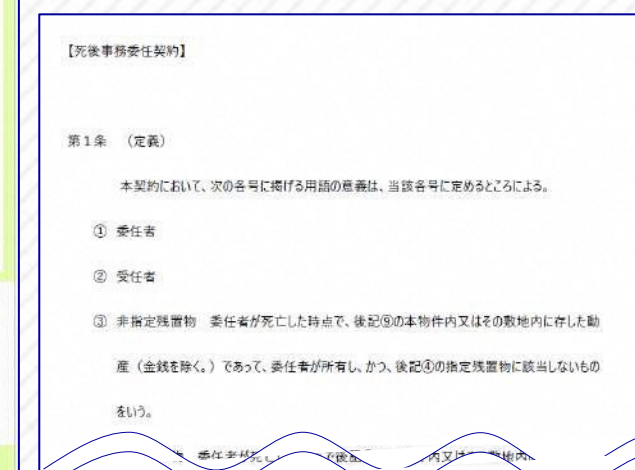 【死後事務委任契約】
第1条　（定義）
本契約において、次の各号に掲げる用語の意義は、当該各号に定めるところによる。
① 委任者
② 受任者
③ 非指定残置物　委任者が死亡した時点で、後記⑨の本物件内又はその敷地内に存した動
産（金銭を除く。）であって、委任者が所有し、かつ、後記④の指定残置物に該当しないもの
をいう。